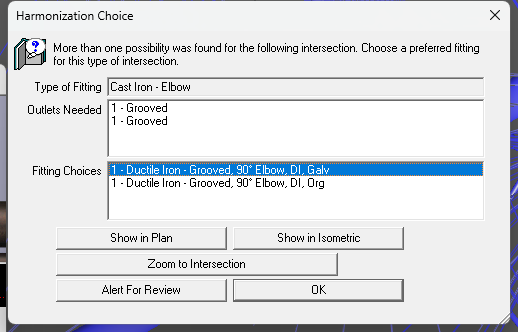 Harmonization Choice
More than one possibility was found for the following intersection. Choose a preferred fitting
for this type of intersection.
Type of Fitting
Cast Iron - Elbow
Outlets Needed
1 - Grooved
1 - Grooved
Fitting Choices
1 - Ductile Iron - Grooved, 90° Elbow, DI, Galv
1 - Ductile Iron - Grooved, 90° Elbow, DI, Org
Show in Plan
Show in Isometric
Zoom to Intersection
Alert For Review
OK